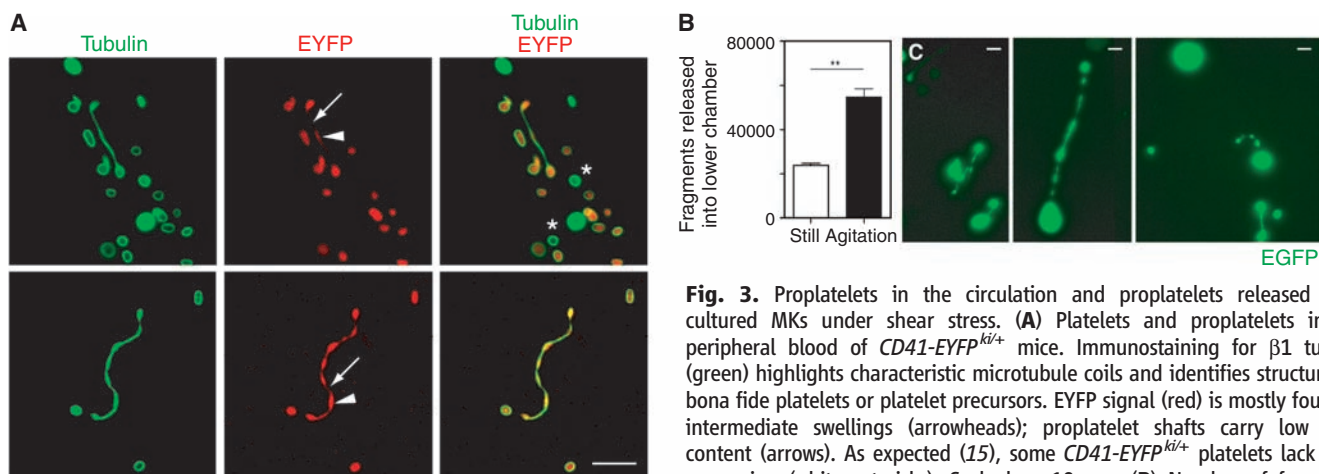 A
Tubulin
EYFP
Tubulin
EYFP
*
*
B
80000
40000
0
Fragments released
into lower chamber
**
Still Agitation
C
EGFP
Fig. 3. Proplatelets in the circulation and proplatelets released
cultured MKs under shear stress. (A) Platelets and proplatelets in
peripheral blood of CD41-EYFPki/+ mice. Immunostaining for β1 tu
(green) highlights characteristic microtubule coils and identifies structur
bona fide platelets or platelet precursors. EYFP signal (red) is mostly fou
intermediate swellings (arrowheads); proplatelet shafts carry low
content (arrows). As expected (15), some CD41-EYFPki/+ platelets lack